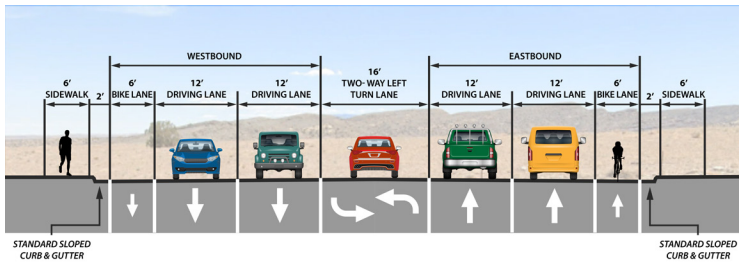 WESTBOUND
EASTBOUND
6’
SIDEWALK
2’
6’
BIKE LANE
12’
DRIVING LANE
12’
DRIVING LANE
16’
TWO- WAY LEFT
TURN LANE
12’
DRIVING LANE
12’
DRIVING LANE
6’
BIKE LANE
2’
6’
SIDEWALK
STANDARD SLOPED
CURB & GUTTER
STANDARD SLOPED
CURB & GUTTER